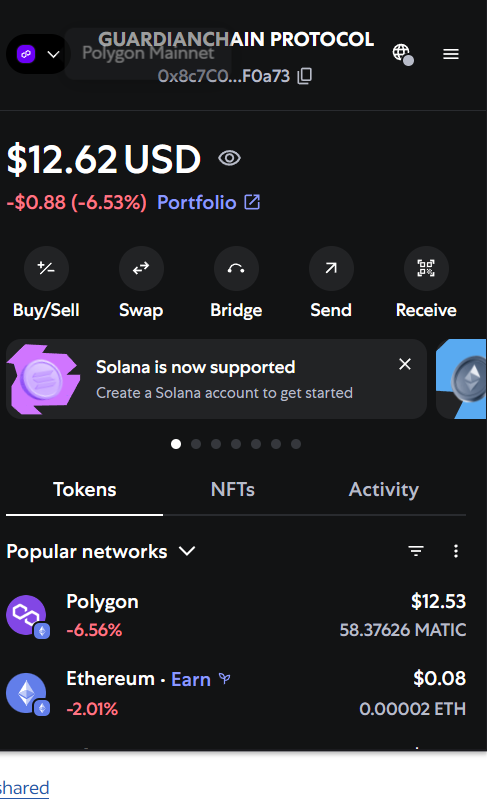 GUARDIANCHAIN PROTOCOL
Polygon Mainnet
0x8c7C0...F0a73
$12.62 USD
-$0.88 (-6.53%) Portfolio
Buy/Sell Swap Bridge Send Receive
Solana is now supported
Create a Solana account to get started
Tokens NFTs Activity
Popular networks
Polygon $12.53
-6.56% 58.37626 MATIC
Ethereum • Earn $0.08
-2.01% 0.00002 ETH
shared